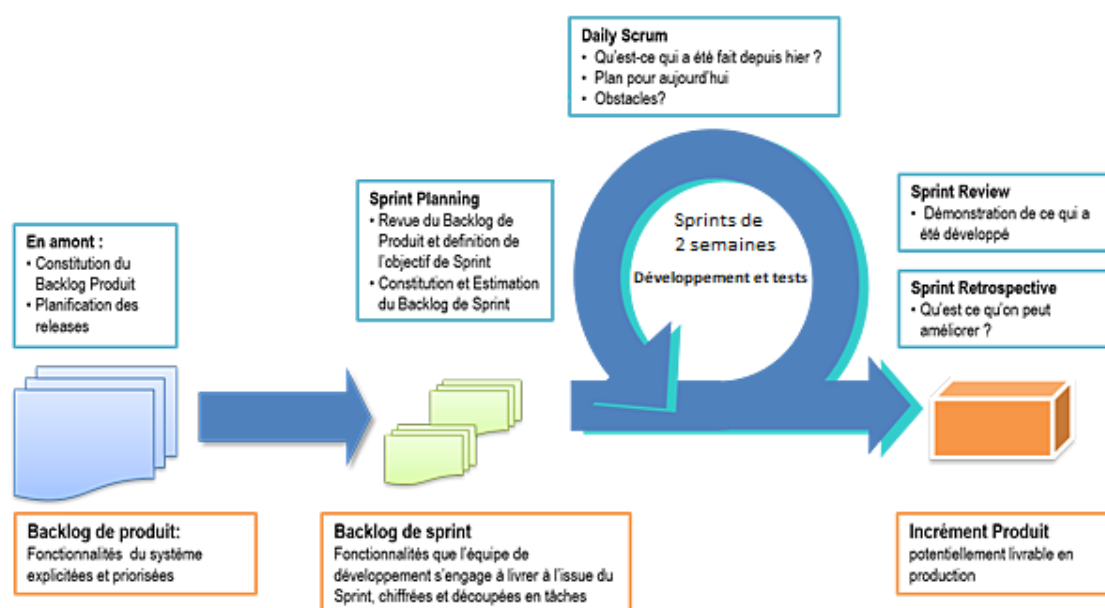 Daily Scrum
• Qu'est-ce qui a été fait depuis hier ?
• Plan pour aujourd'hui
• Obstacles?
Sprint Planning
• Revue du Backlog de
Produit et definition de
l'objectif de Sprint
• Constitution et Estimation
du Backlog de Sprint
Sprints de
2 semaines
Développement et tests
Sprint Review
• Démonstration de ce qui a
été développé
Sprint Retrospective
• Qu'est ce qu'on peut
améliorer ?
En amont :
• Constitution du
Backlog Produit
• Planification des
releases
Backlog de produit:
Fonctionnalités du système
explicitées et priorisées
Backlog de sprint
Fonctionnalités que l'équipe de
développement s'engage à livrer à l'issue du
Sprint, chiffrées et découpées en tâches
Incrément Produit
potentiellement livrable en
production